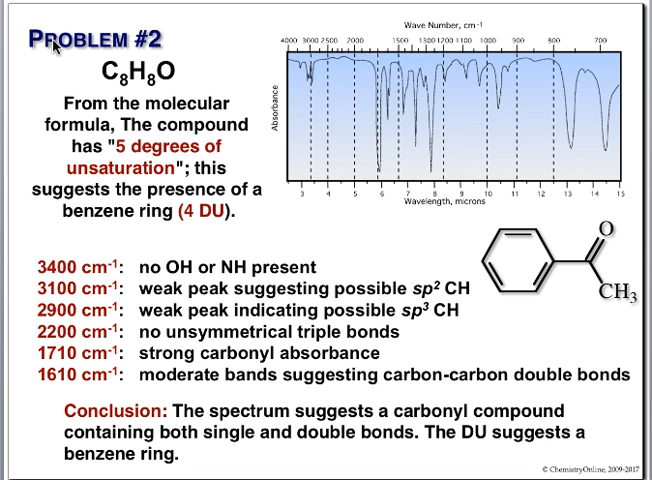 PROBLEM #2
C₈H₈O
From the molecular
formula, The compound
has "5 degrees of
unsaturation"; this
suggests the presence of a
benzene ring (4 DU).
Wave Number, cm⁻¹
4000 3000 2500 2000 1500 1300 1200 1100 1000 900 800 700
Absorbance
3 4 5 6 7 8 9 10 11 12 13 14 15
Wavelength, microns
O
CH₃
3400 cm⁻¹: no OH or NH present
3100 cm⁻¹: weak peak suggesting possible sp² CH
2900 cm⁻¹: weak peak indicating possible sp³ CH
2200 cm⁻¹: no unsymmetrical triple bonds
1710 cm⁻¹: strong carbonyl absorbance
1610 cm⁻¹: moderate bands suggesting carbon-carbon double bonds
Conclusion: The spectrum suggests a carbonyl compound
containing both single and double bonds. The DU suggests a
benzene ring.
© ChemistryOnline, 2009-2017